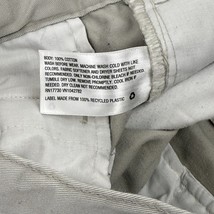 BODY: 100% COTTON
WASH BEFORE WEAR. MACHINE WASH COLD WITH LIKE
COLORS. FABRIC SOFTENER AND DRYER SHEETS NOT
RECOMMENDED. ONLY NON-CHLORINE BLEACH IF NEEDED.
TUMBLE DRY LOW. REMOVE PROMPTLY. COOL IRON IF
NEEDED. DRY CLEAN NOT RECOMMENDED.
RN17730 VN1043783
LABEL MADE FROM 100% RECYCLED PLASTIC